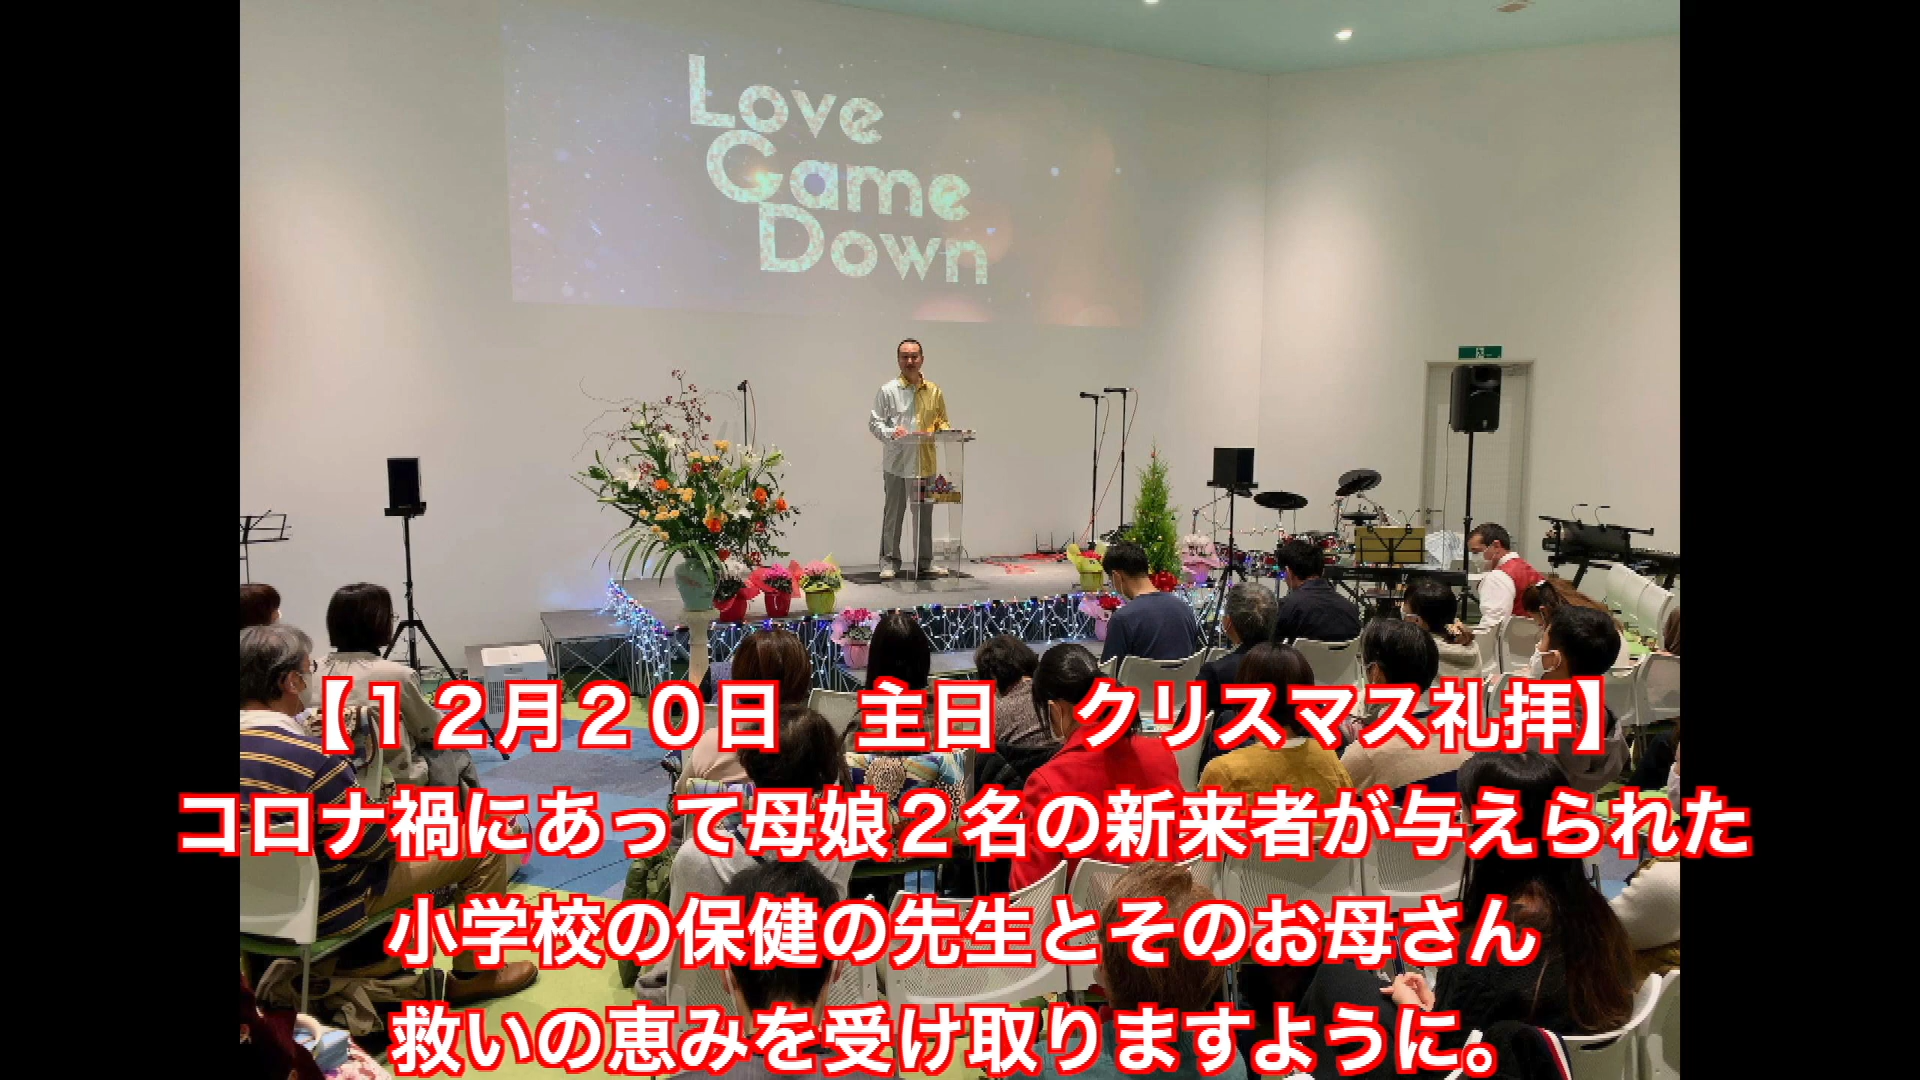 Love
Game
Down
【１２月２０日　主日　クリスマス礼拝】
コロナ禍にあって母娘２名の新来者が与えられた
小学校の保健の先生とそのお母さん
救いの恵みを受け取りますように。